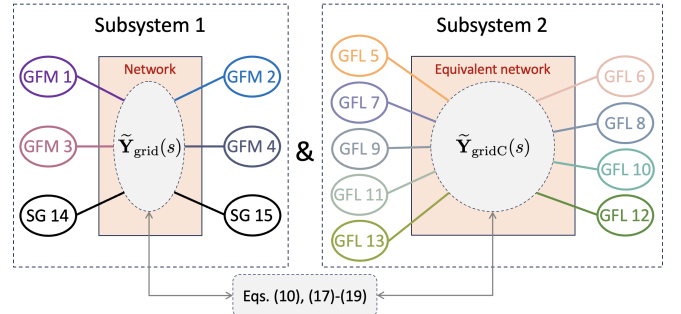 Subsystem 1
Subsystem 2
GFM 1
Network
GFM 2
GFM 3
Ỹgrid(s)
GFM 4
SG 14
SG 15
&
GFL 5
Equivalent network
GFL 6
GFL 7
GFL 8
GFL 9
ỸgridC(s)
GFL 10
GFL 11
GFL 12
GFL 13
Eqs. (10), (17)-(19)